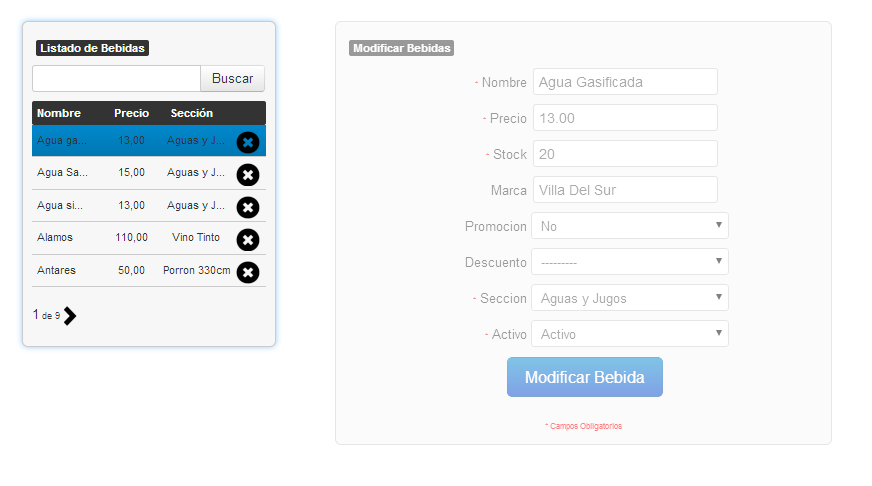 Listado de Bebidas
Buscar
Nombre Precio Sección
Agua ga... 13,00 Aguas y J...
Agua Sa... 15,00 Aguas y J...
Agua si... 13,00 Aguas y J...
Alamos 110,00 Vino Tinto
Antares 50,00 Porron 330cm
1 de 9
Modificar Bebidas
- Nombre Agua Gasificada
- Precio 13.00
- Stock 20
Marca Villa Del Sur
Promocion No
Descuento ---------
- Seccion Aguas y Jugos
- Activo Activo
Modificar Bebida
* Campos Obligatorios